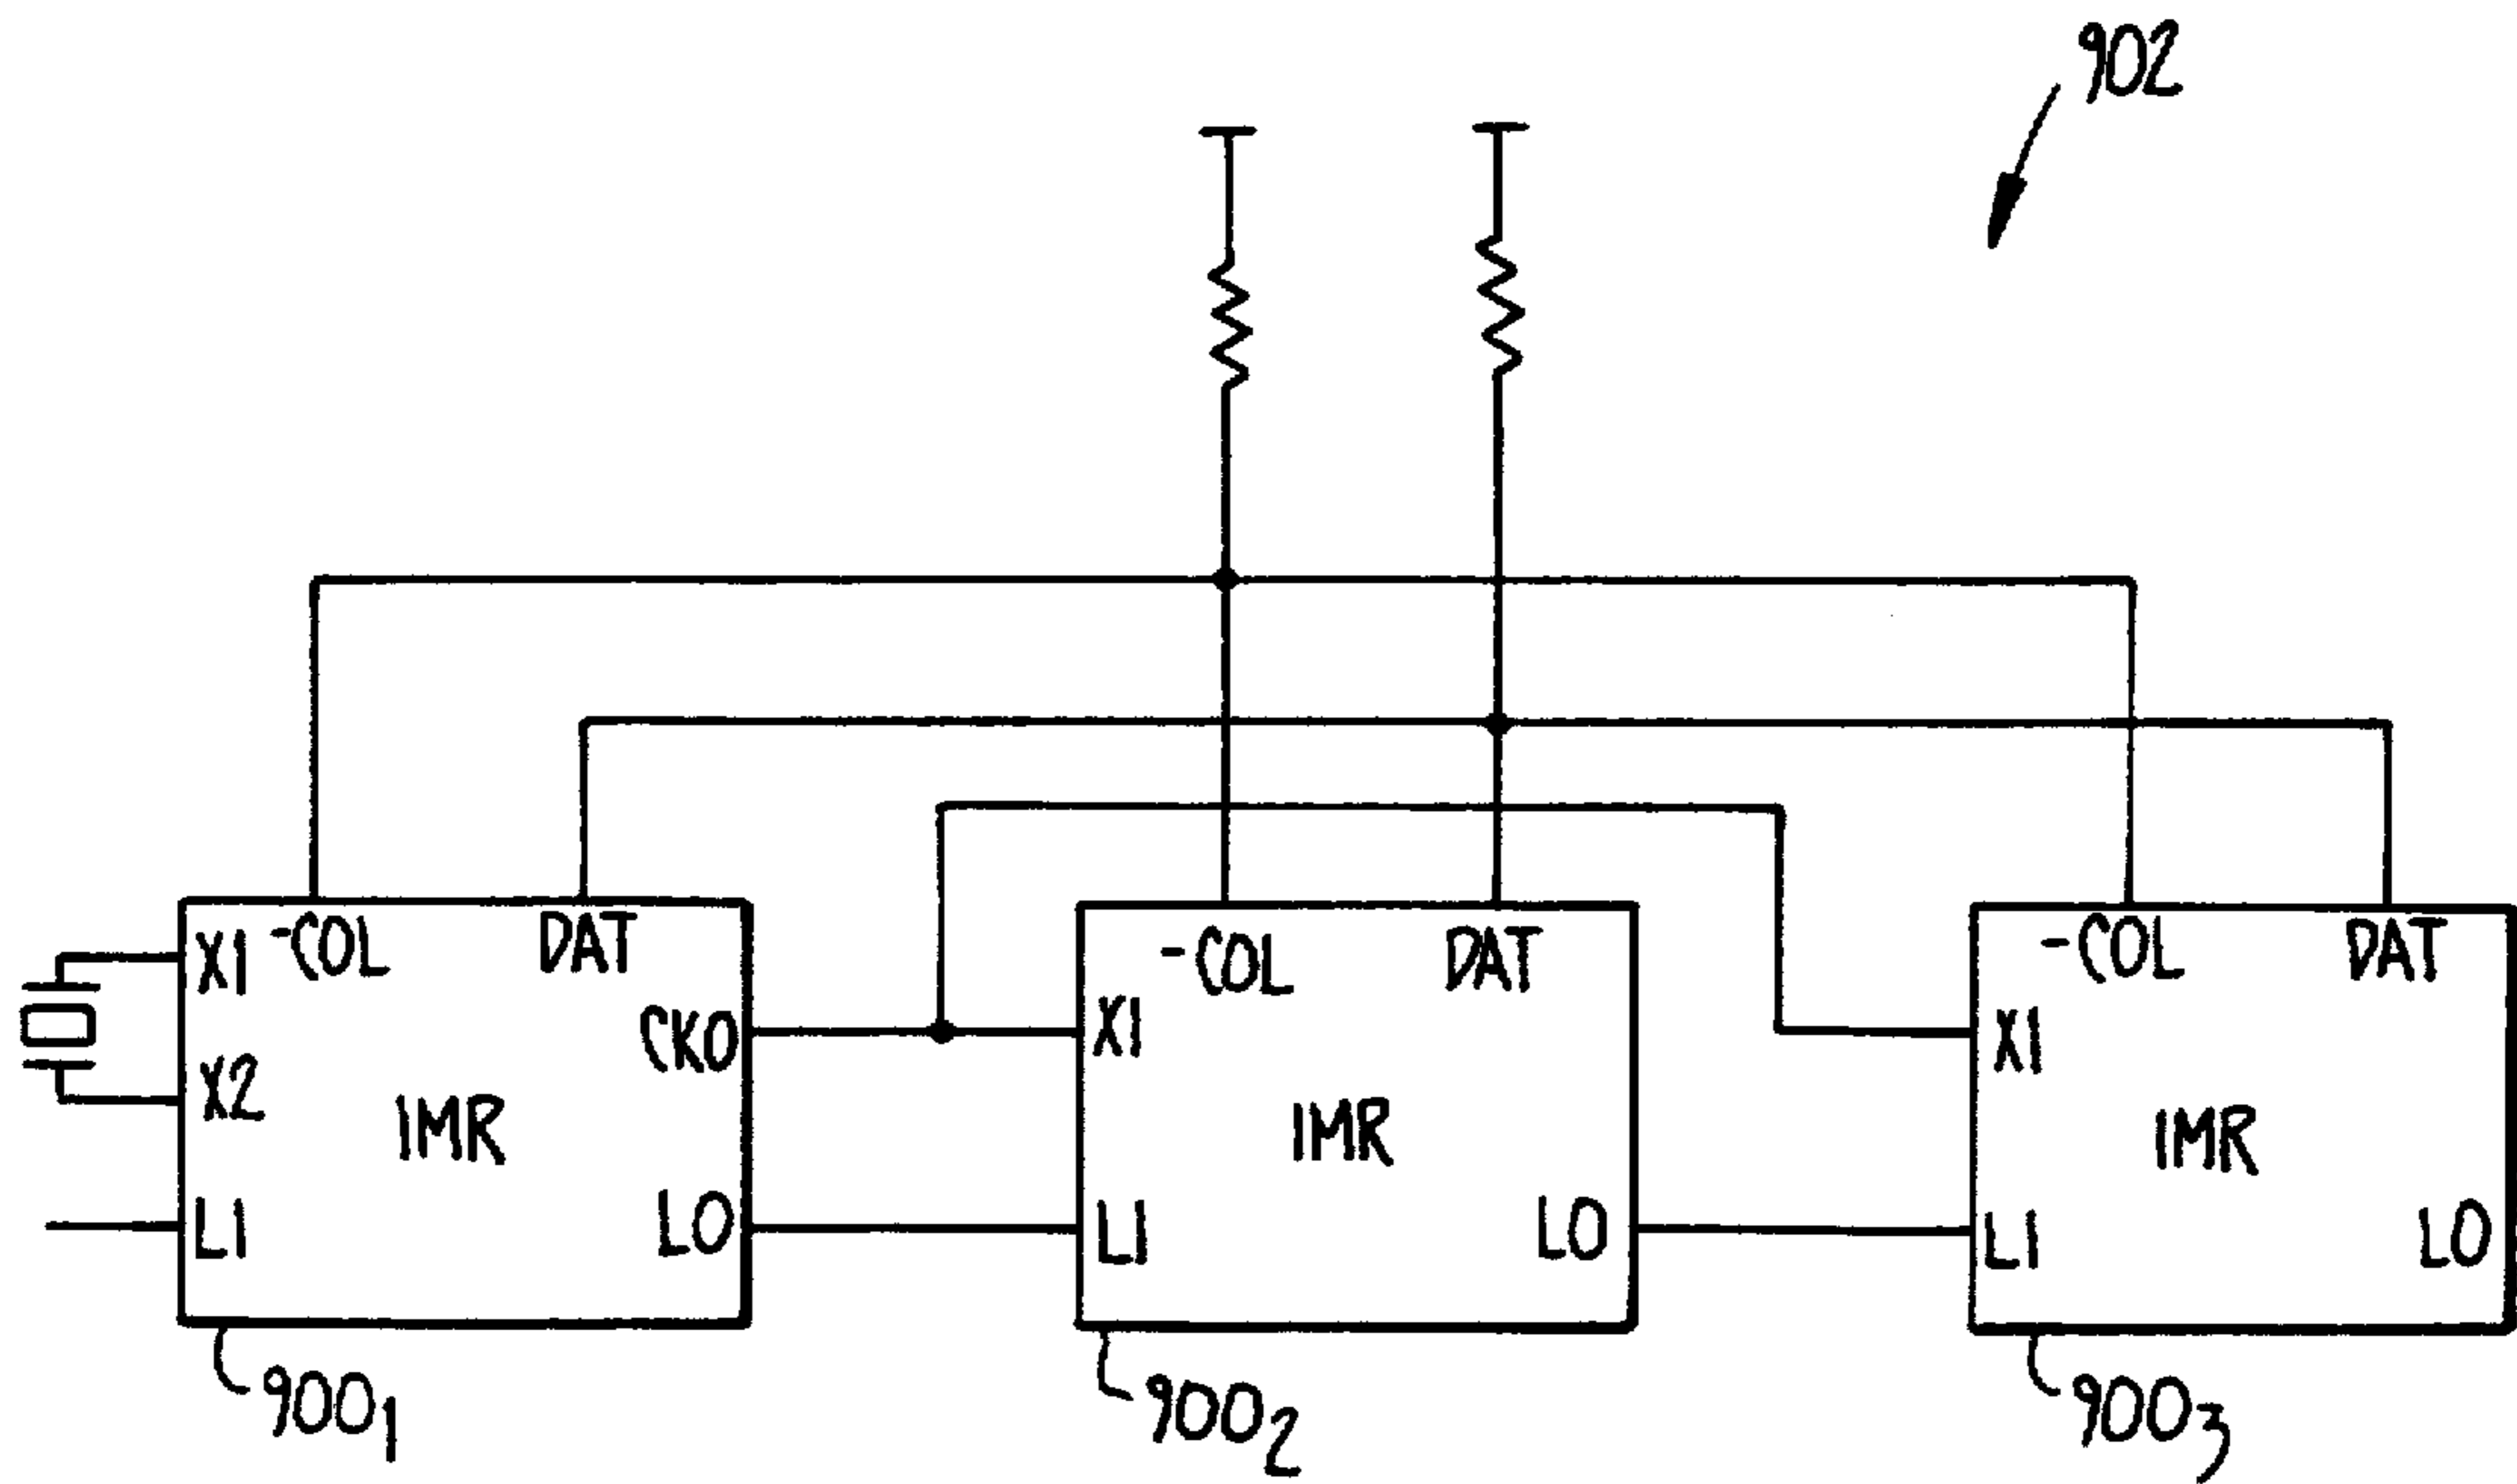 902
X1 -COL DAT
CKO
X2
IMR
LI
LO
900₁
-COL DAT
X1
IMR
LI
LO
900₂
-COL DAT
X1
IMR
LI
LO
900₃